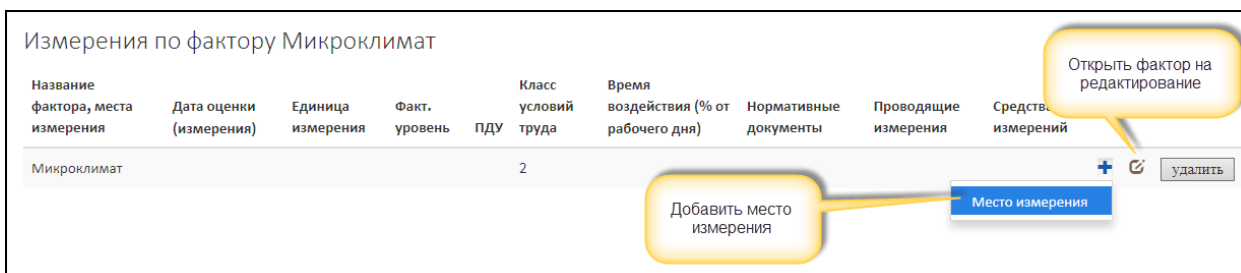 Измерения по фактору Микроклимат
Открыть фактор на
редактирование
Название
фактора, места
измерения
Дата оценки
(измерения)
Единица
измерения
Факт.
уровень
ПДУ
Класс
условий
труда
Время
воздействия (% от
рабочего дня)
Нормативные
документы
Проводящие
измерения
Средства
измерений
Микроклимат
2
удалить
Место измерения
Добавить место
измерения